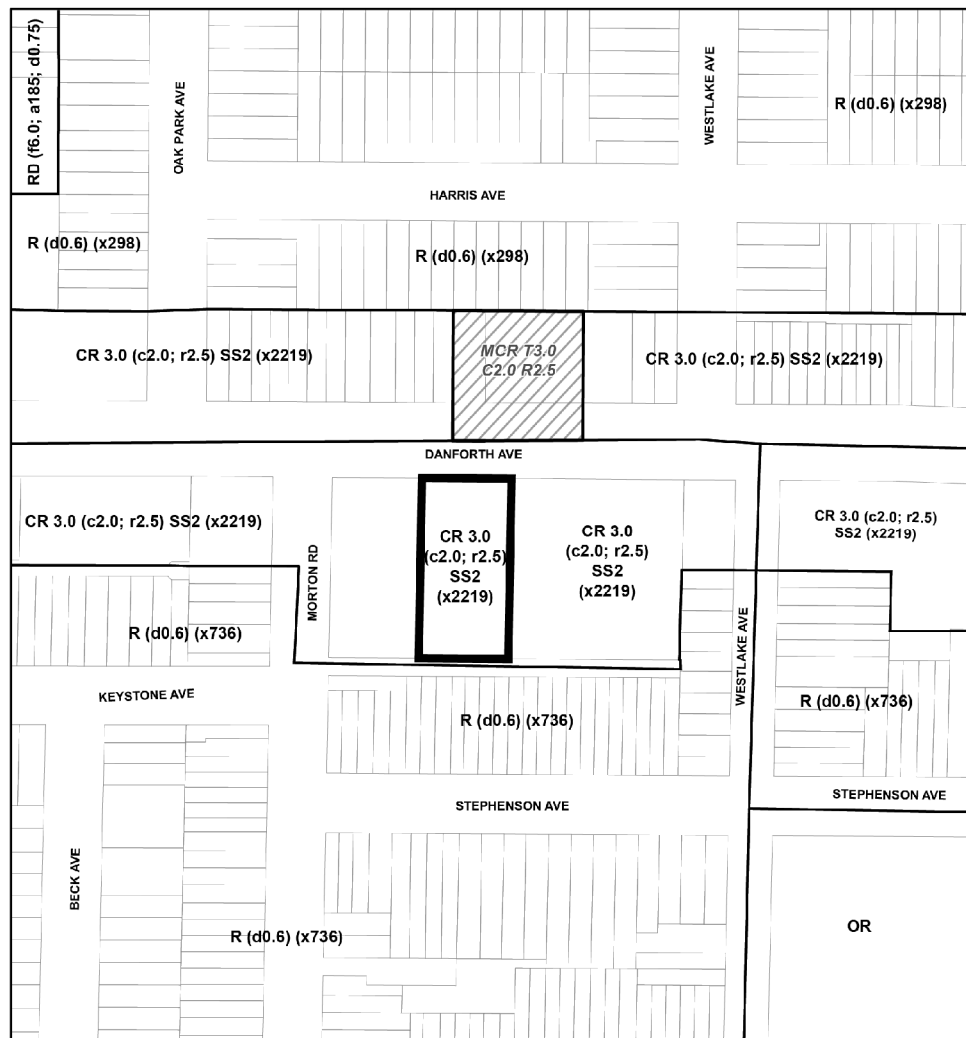 RD (f6.0; a185; d0.75)
OAK PARK AVE
WESTLAKE AVE
R (d0.6) (x298)
HARRIS AVE
R (d0.6) (x298)
R (d0.6) (x298)
CR 3.0 (c2.0; r2.5) SS2 (x2219)
MCR T3.0
C2.0 R2.5
CR 3.0 (c2.0; r2.5) SS2 (x2219)
DANFORTH AVE
CR 3.0 (c2.0; r2.5) SS2 (x2219)
MORTON RD
CR 3.0
(c2.0; r2.5)
SS2
(x2219)
CR 3.0
(c2.0; r2.5)
SS2
(x2219)
CR 3.0 (c2.0; r2.5)
SS2 (x2219)
R (d0.6) (x736)
WESTLAKE AVE
KEYSTONE AVE
R (d0.6) (x736)
R (d0.6) (x736)
STEPHENSON AVE
STEPHENSON AVE
BECK AVE
R (d0.6) (x736)
OR